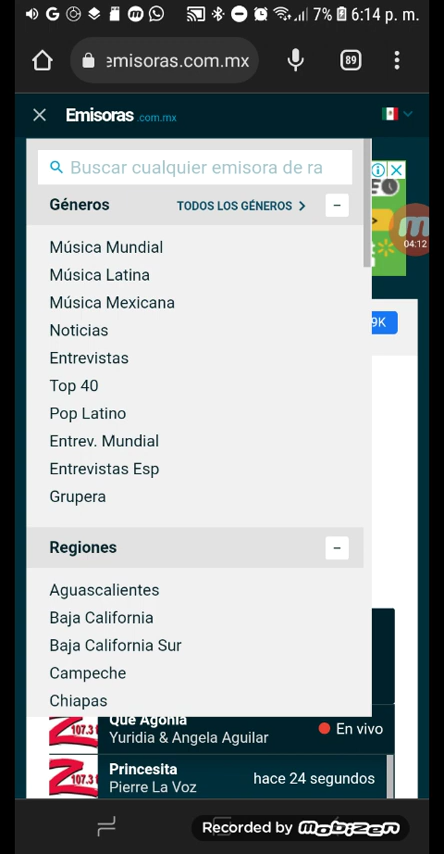 7% 6:14 p. m.
emisoras.com.mx
89
Emisoras .com.mx
Buscar cualquier emisora de ra
Géneros TODOS LOS GÉNEROS
Música Mundial
Música Latina
Música Mexicana
Noticias
Entrevistas
Top 40
Pop Latino
Entrev. Mundial
Entrevistas Esp
Grupera
04:12
9K
Regiones
Aguascalientes
Baja California
Baja California Sur
Campeche
Chiapas
Z 107.3
Que Agonía
Yuridia & Angela Aguilar
En vivo
Z 107.3
Princesita
Pierre La Voz
hace 24 segundos
Recorded by Mobizen